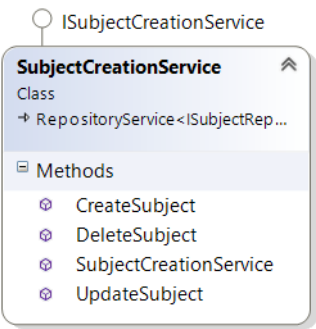 ISubjectCreationService
SubjectCreationService
Class
RepositoryService<ISubjectRep...
Methods
CreateSubject
DeleteSubject
SubjectCreationService
UpdateSubject